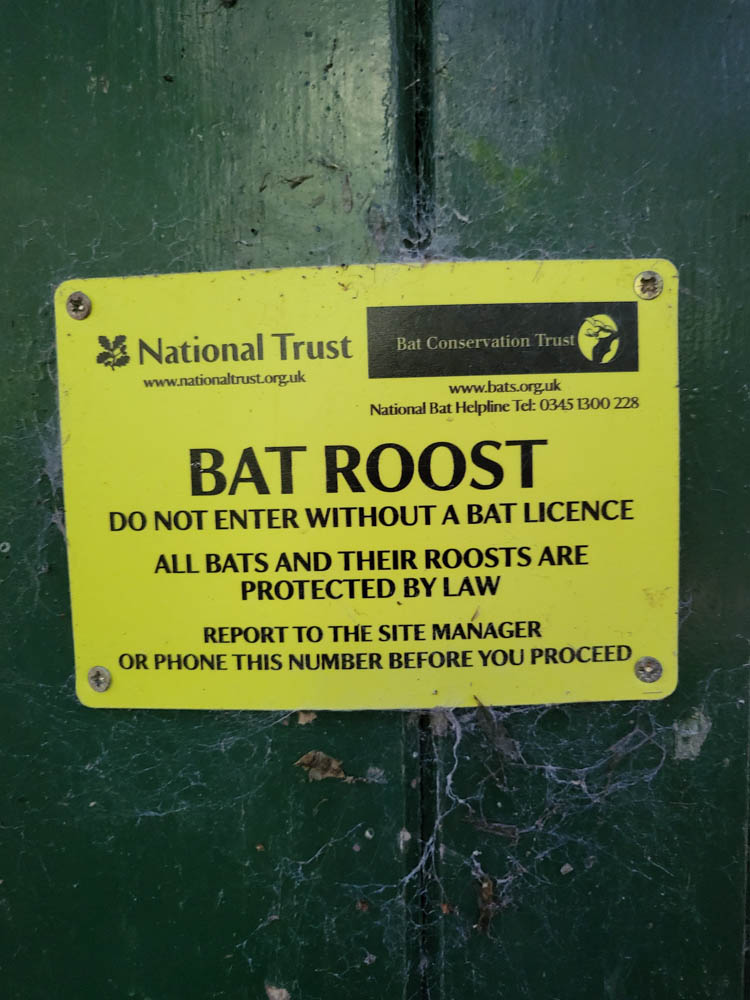 National Trust
www.nationaltrust.org.uk
Bat Conservation Trust
www.bats.org.uk
National Bat Helpline Tel: 0345 1300 228
BAT ROOST
DO NOT ENTER WITHOUT A BAT LICENCE
ALL BATS AND THEIR ROOSTS ARE
PROTECTED BY LAW
REPORT TO THE SITE MANAGER
OR PHONE THIS NUMBER BEFORE YOU PROCEED